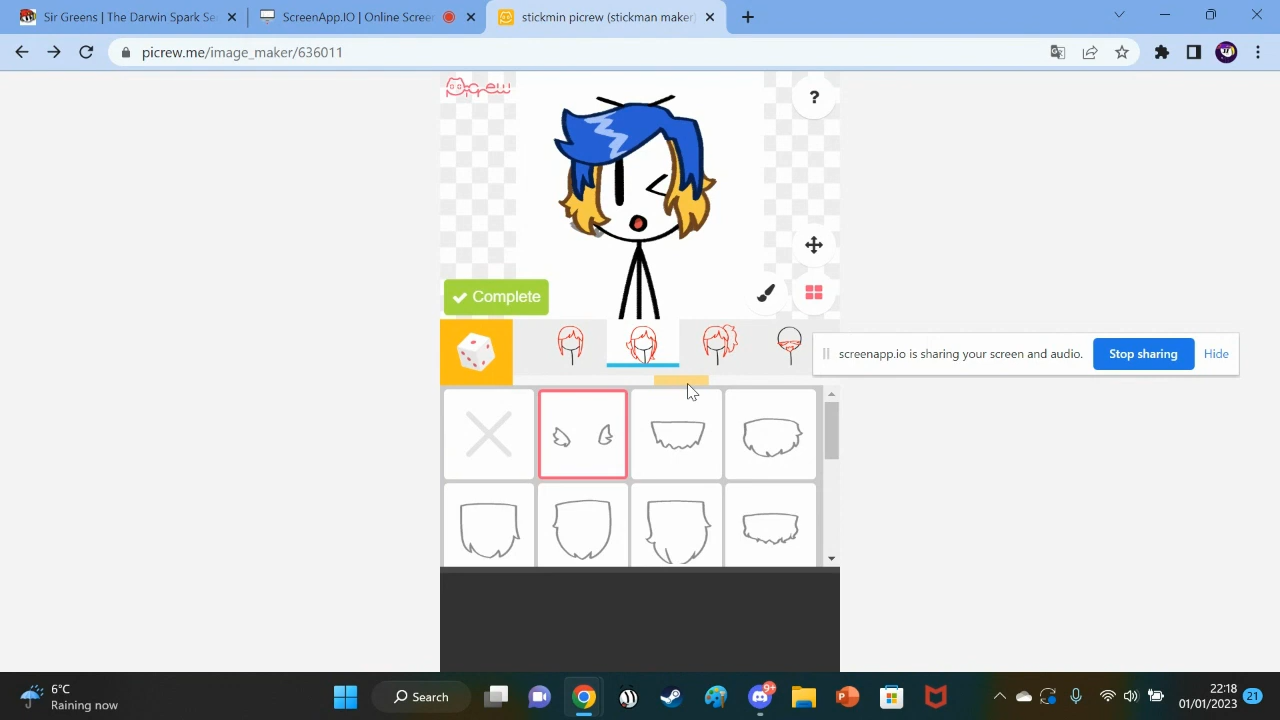 Sir Greens | The Darwin Spark Se
ScreenApp.IO | Online Screen
stickmin picrew (stickman maker)
picrew.me/image_maker/636011
Picrew
?
Complete
screenapp.io is sharing your screen and audio.
Stop sharing
Hide
6°C
Raining now
Search
9+
22:18
01/01/2023
21